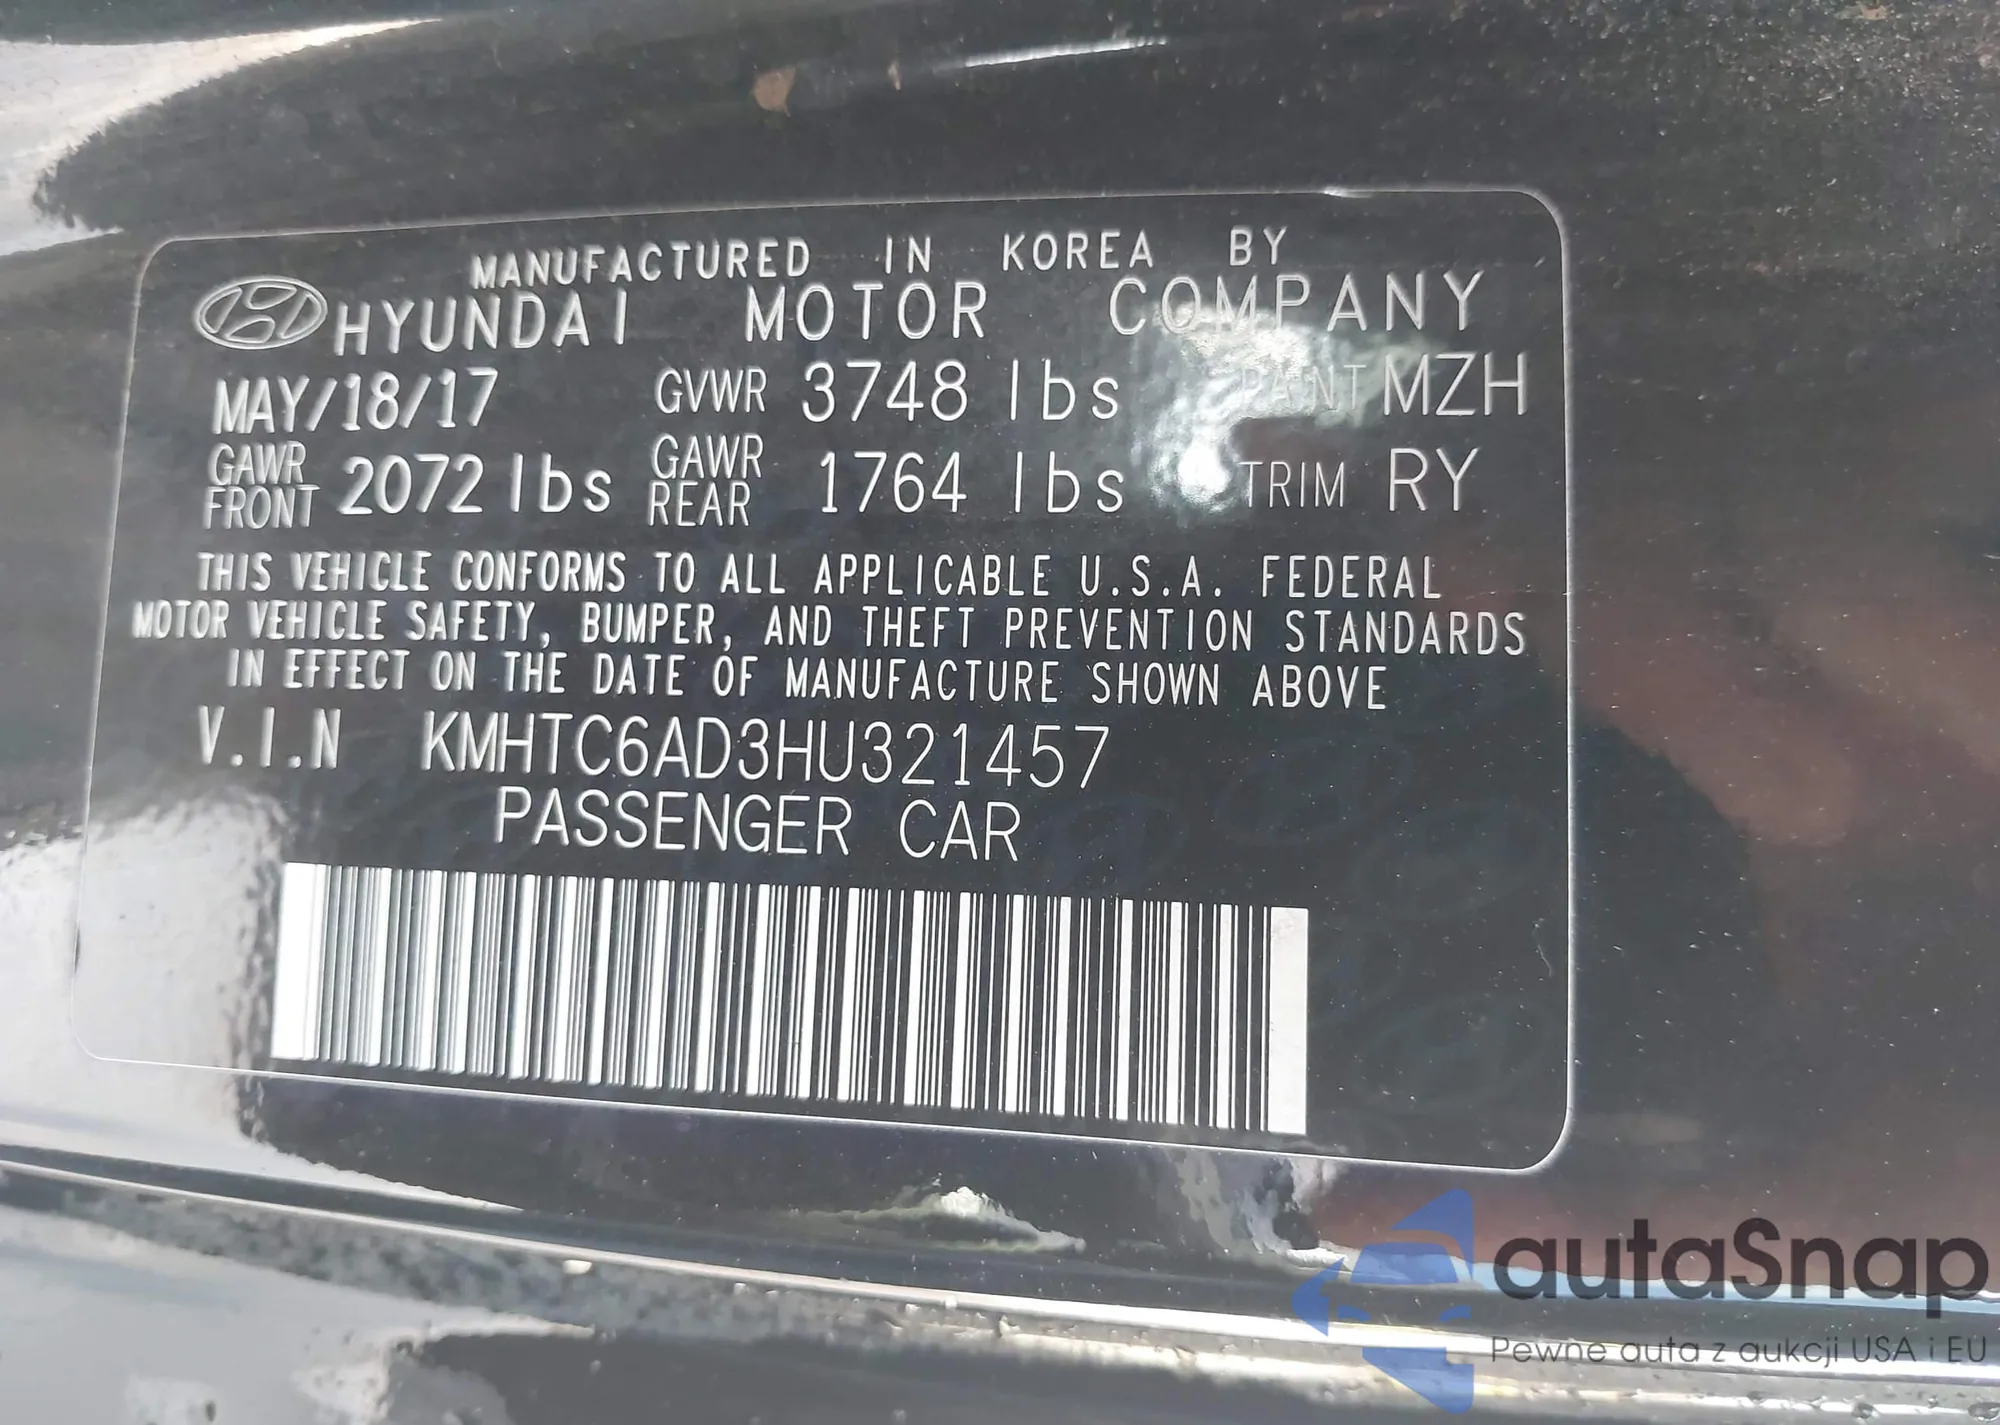 MANUFACTURED IN KOREA BY
HYUNDAI MOTOR COMPANY
MAY/18/17 GVWR 3748 lbs PAINT MZH
GAWR FRONT 2072 lbs GAWR REAR 1764 lbs TRIM RY
THIS VEHICLE CONFORMS TO ALL APPLICABLE U.S.A. FEDERAL
MOTOR VEHICLE SAFETY, BUMPER, AND THEFT PREVENTION STANDARDS
IN EFFECT ON THE DATE OF MANUFACTURE SHOWN ABOVE
V.I.N KMHTC6AD3HU321457
PASSENGER CAR
autaSnap
Pewne auta z aukcji USA i EU